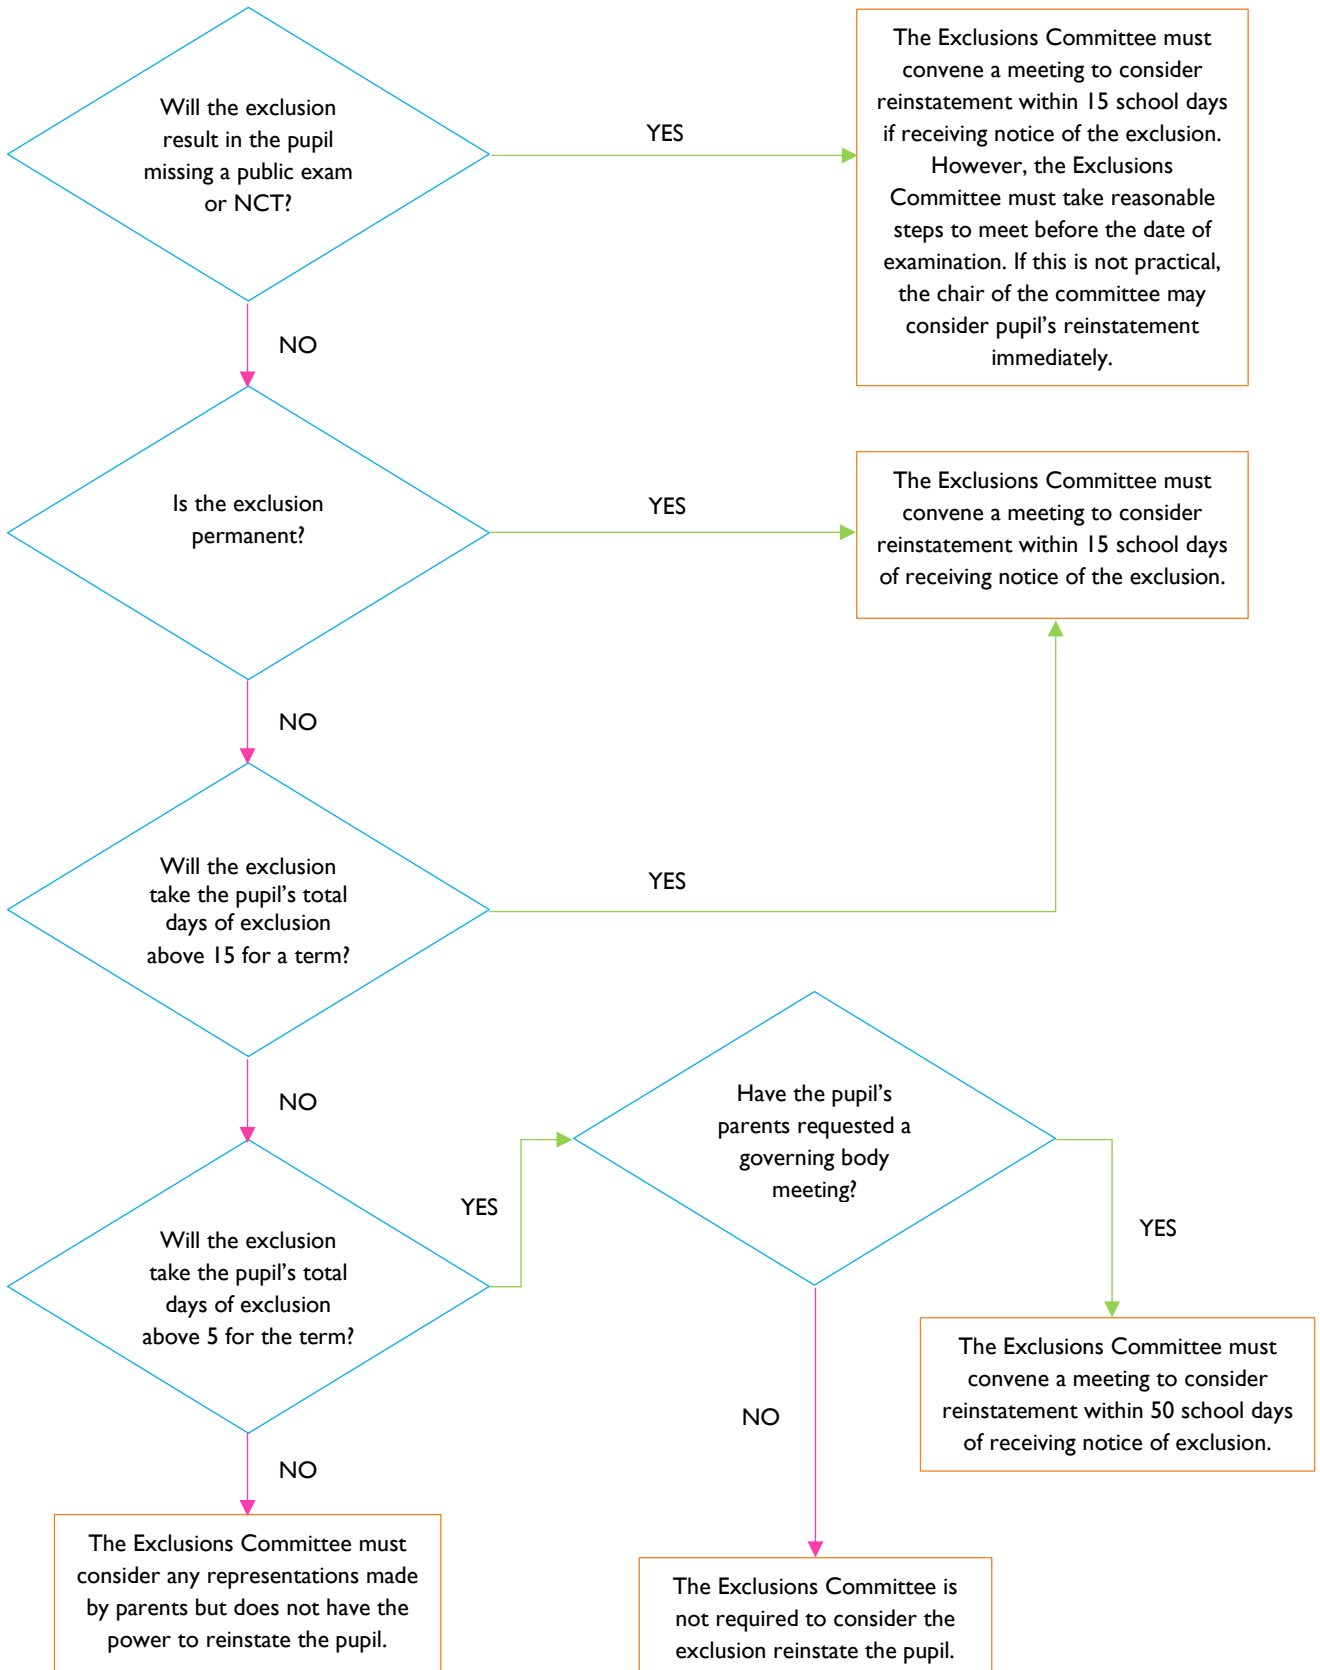 Will the exclusion
result in the pupil
missing a public exam
or NCT?
YES
The Exclusions Committee must
convene a meeting to consider
reinstatement within 15 school days
if receiving notice of the exclusion.
However, the Exclusions
Committee must take reasonable
steps to meet before the date of
examination. If this is not practical,
the chair of the committee may
consider pupil’s reinstatement
immediately.
NO
Is the exclusion
permanent?
YES
The Exclusions Committee must
convene a meeting to consider
reinstatement within 15 school days
of receiving notice of the exclusion.
NO
Will the exclusion
take the pupil’s total
days of exclusion
above 15 for a term?
YES
NO
Will the exclusion
take the pupil’s total
days of exclusion
above 5 for the term?
YES
Have the pupil’s
parents requested a
governing body
meeting?
YES
The Exclusions Committee must
convene a meeting to consider
reinstatement within 50 school days
of receiving notice of exclusion.
NO
The Exclusions Committee is
not required to consider the
exclusion reinstate the pupil.
NO
The Exclusions Committee must
consider any representations made
by parents but does not have the
power to reinstate the pupil.